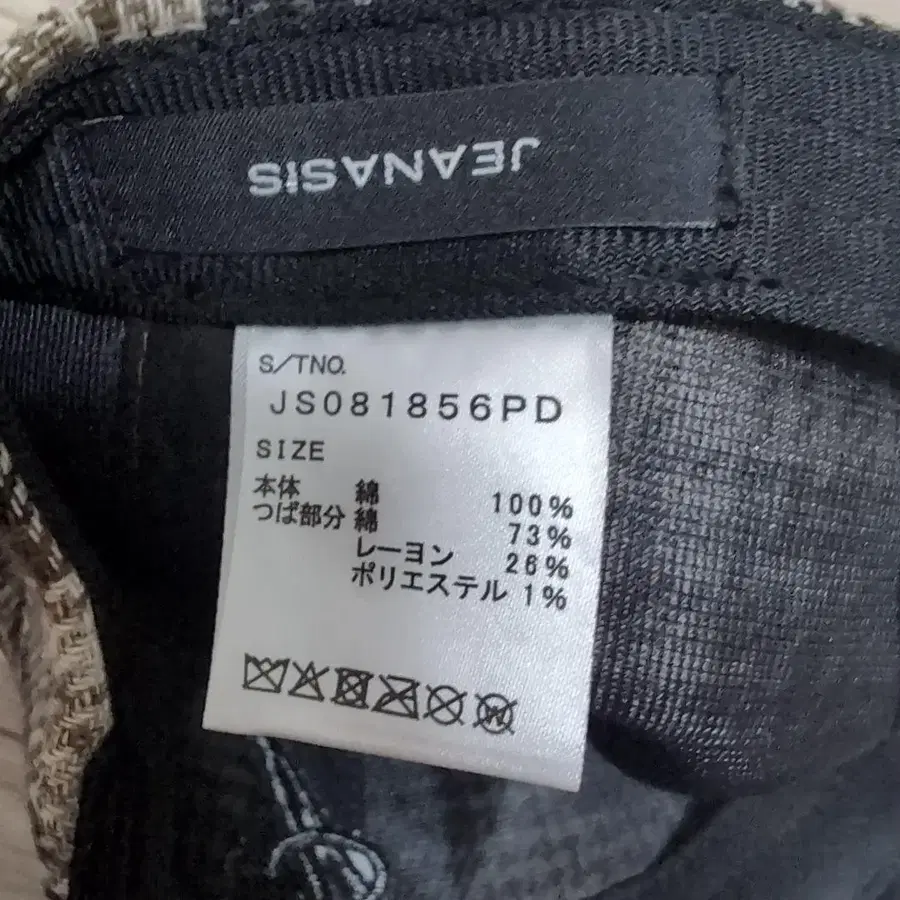 JEANASIS
S/TNO.
JS081856PD
SIZE
本体 綿 100%
つば部分 綿 73%
レーヨン 26%
ポリエステル 1%
W